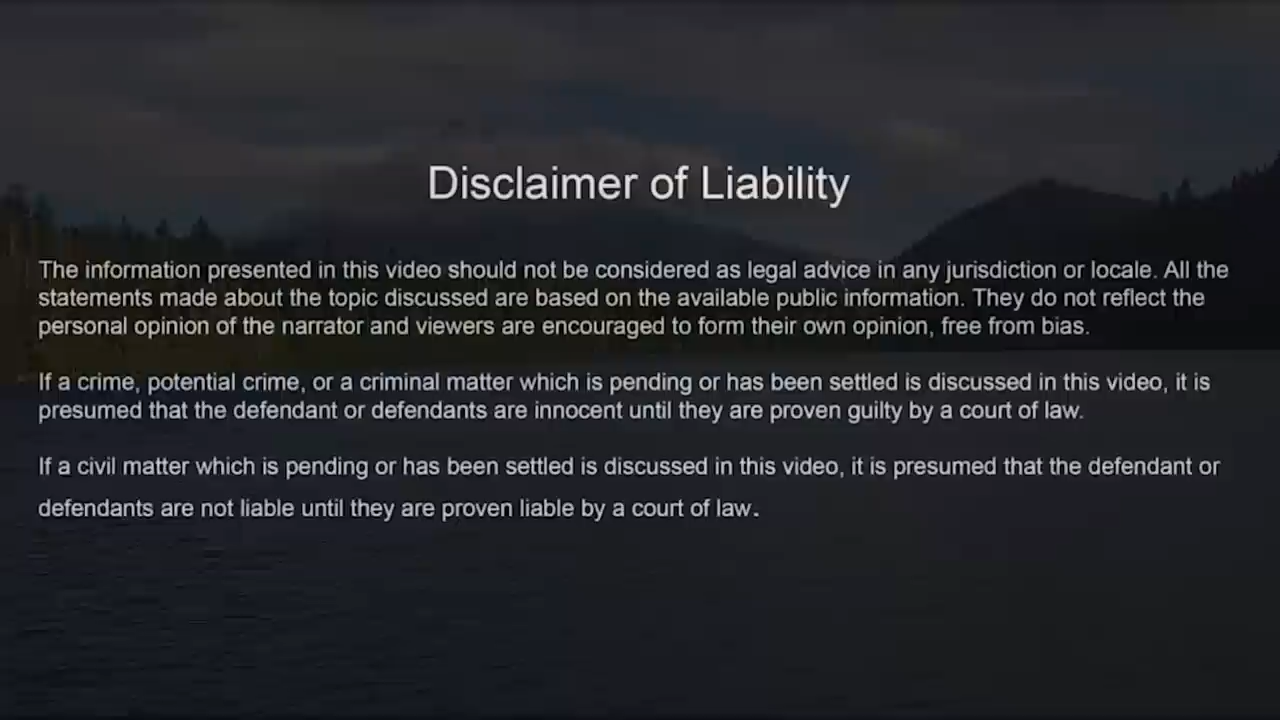 Disclaimer of Liability
The information presented in this video should not be considered as legal advice in any jurisdiction or locale. All the
statements made about the topic discussed are based on the available public information. They do not reflect the
personal opinion of the narrator and viewers are encouraged to form their own opinion, free from bias.
If a crime, potential crime, or a criminal matter which is pending or has been settled is discussed in this video, it is
presumed that the defendant or defendants are innocent until they are proven guilty by a court of law.
If a civil matter which is pending or has been settled is discussed in this video, it is presumed that the defendant or
defendants are not liable until they are proven liable by a court of law.